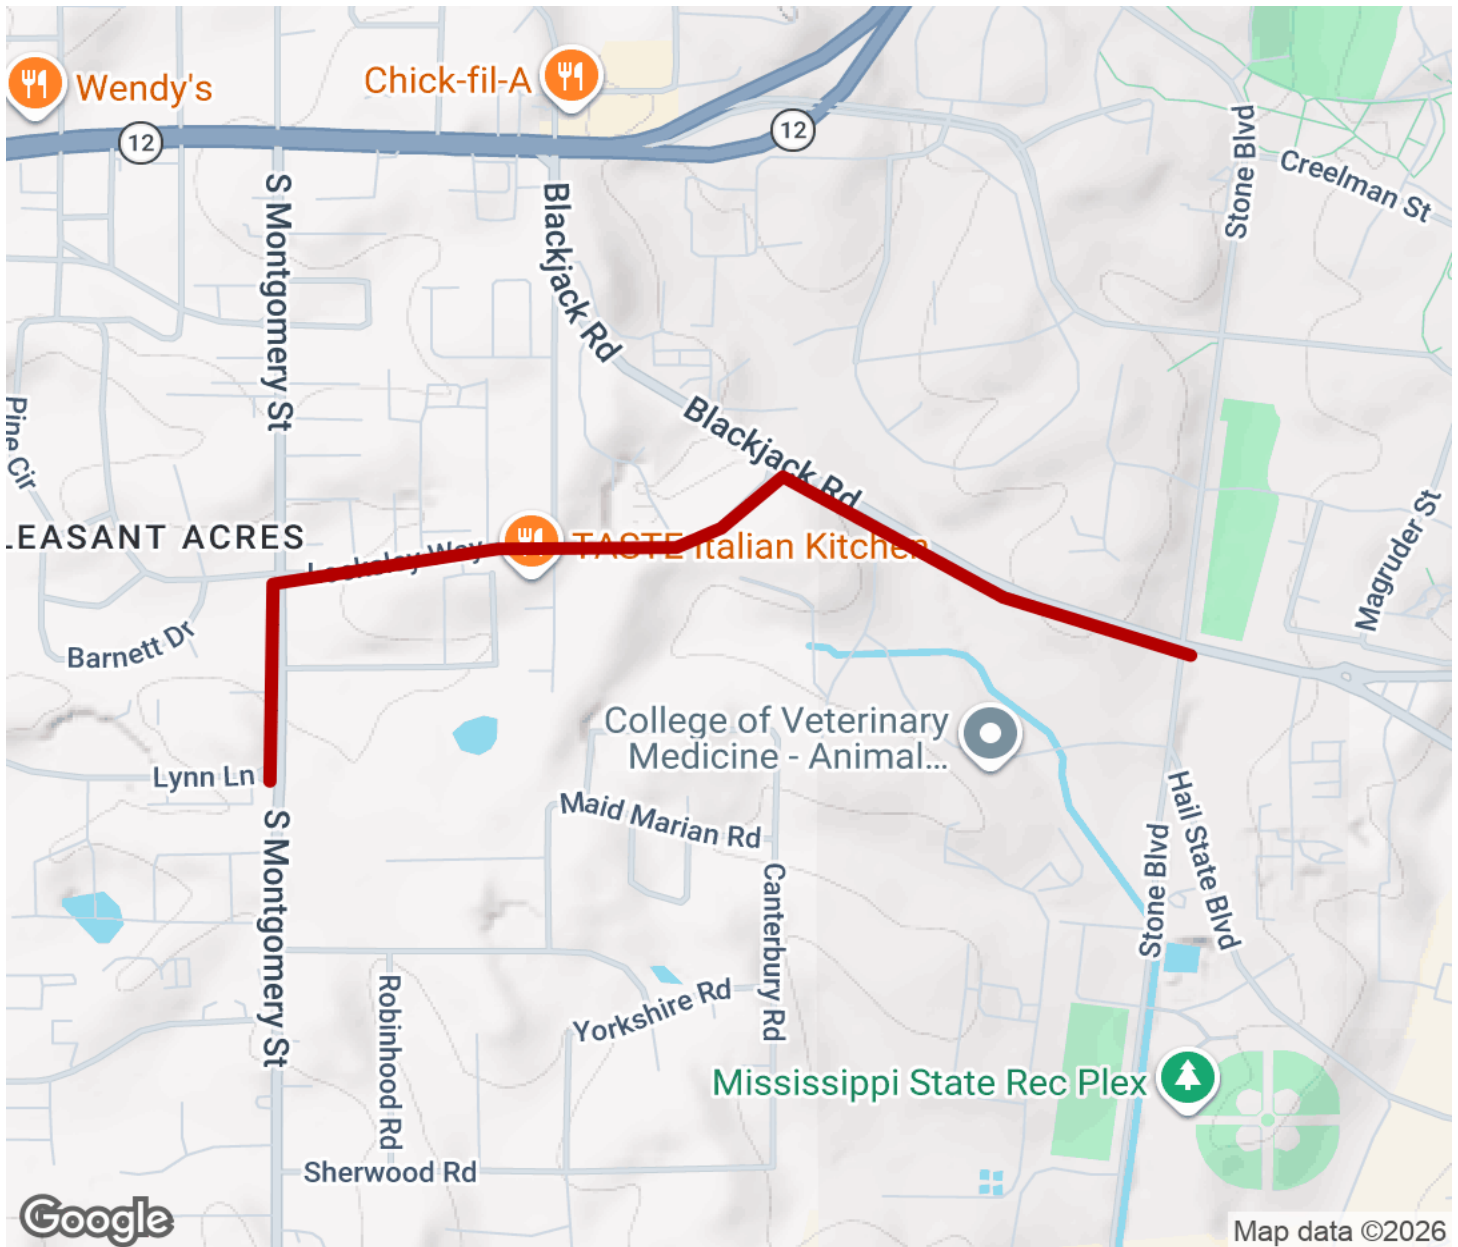 Wendy's
Chick-fil-A
12
12
S Montgomery St
Blackjack Rd
Stone Blvd
Creelman St
Pine Cir
Blackjack Rd
LEASANT ACRES
Locksley Way
TASTE Italian Kitchen
Magruder St
Barnett Dr
College of Veterinary
Medicine - Animal...
Lynn Ln
Maid Marian Rd
Hail State Blvd
S Montgomery St
Canterbury Rd
Stone Blvd
Robinhood Rd
Yorkshire Rd
Mississippi State Rec Plex
Sherwood Rd
Google
Map data ©2026